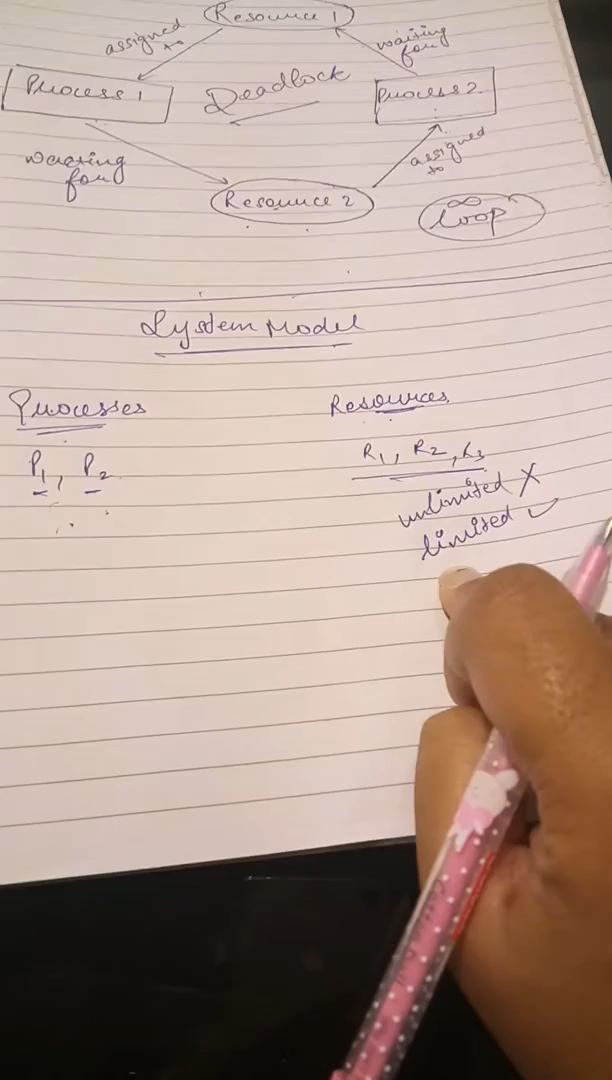 Resource 1
assigned to
waiting for
Process 1
Deadlock
Process 2
waiting for
assigned to
Resource 2
∞ loop
System Model
Processes
Resources
P1, P2
R1, R2, R3
unlimited X
limited ✓